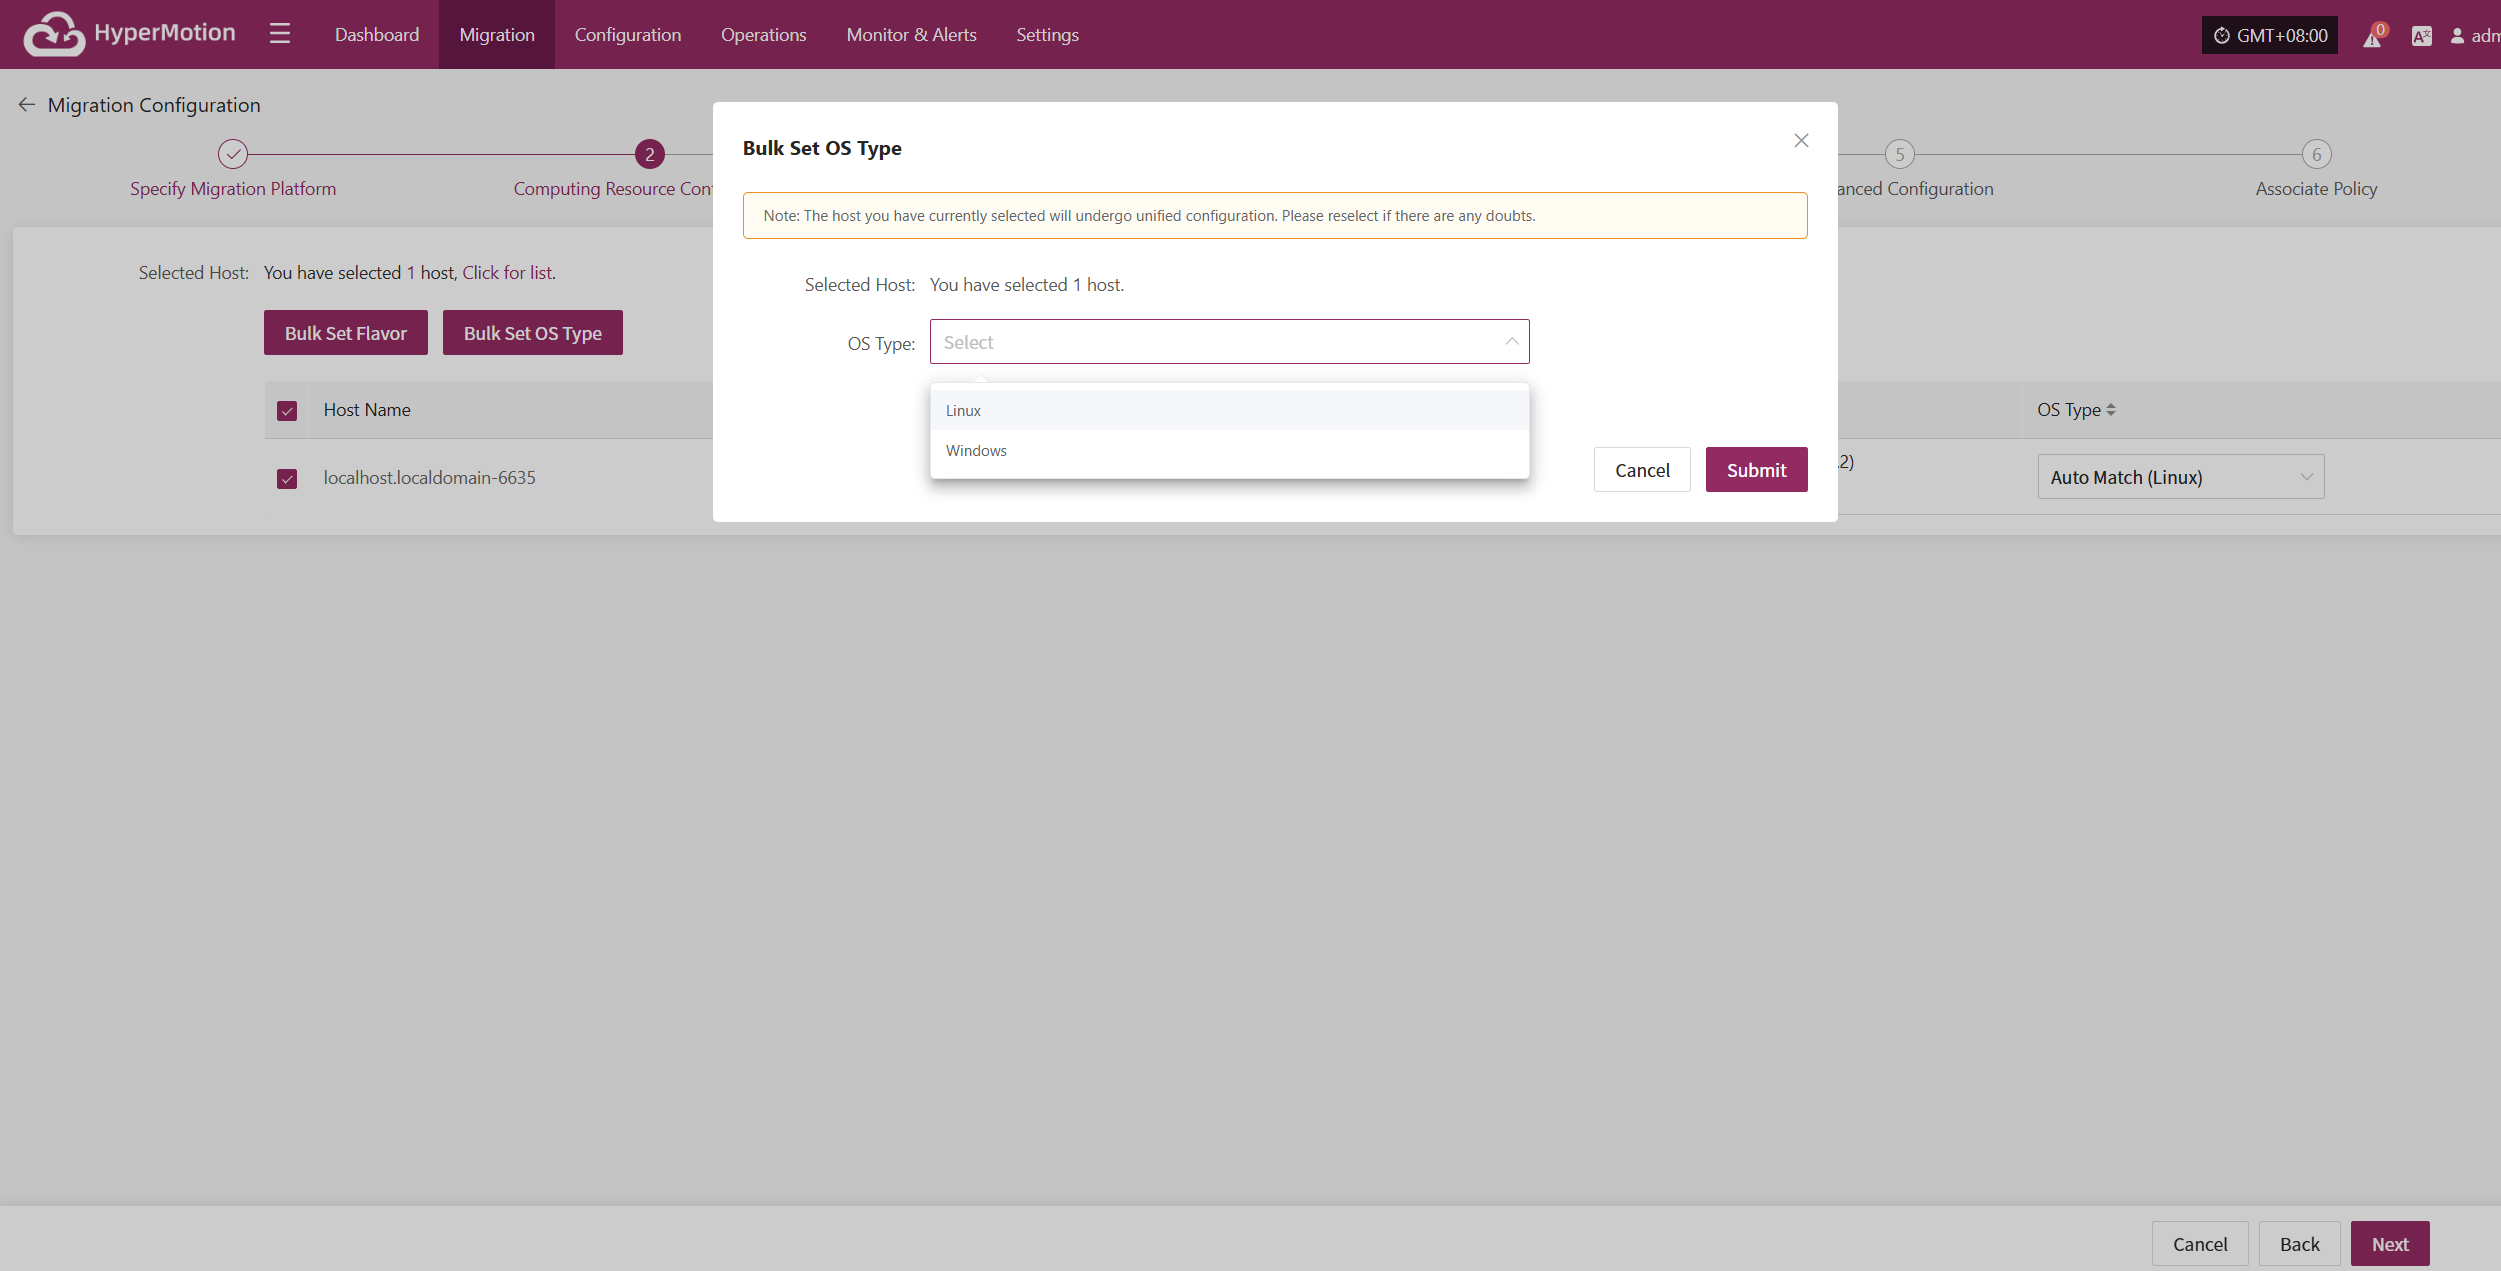 HyperMotion
Dashboard
Migration
Configuration
Operations
Monitor & Alerts
Settings
GMT+08:00
0
adm
Migration Configuration
2
5
6
Specify Migration Platform
Computing Resource Con
anced Configuration
Associate Policy
Bulk Set OS Type
Note: The host you have currently selected will undergo unified configuration. Please reselect if there are any doubts.
Selected Host: You have selected 1 host.
OS Type: Select
Linux
Windows
Cancel
Submit
Selected Host: You have selected 1 host, Click for list.
Bulk Set Flavor
Bulk Set OS Type
Host Name
OS Type
localhost.localdomain-6635
2)
Auto Match (Linux)
Cancel
Back
Next